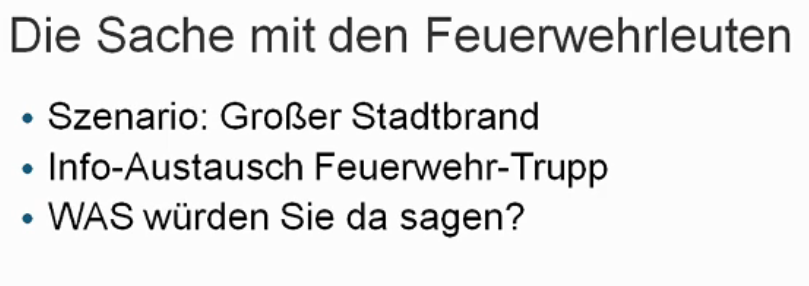 Die Sache mit den Feuerwehrleuten
• Szenario: Großer Stadtbrand
• Info-Austausch Feuerwehr-Trupp
• WAS würden Sie da sagen?